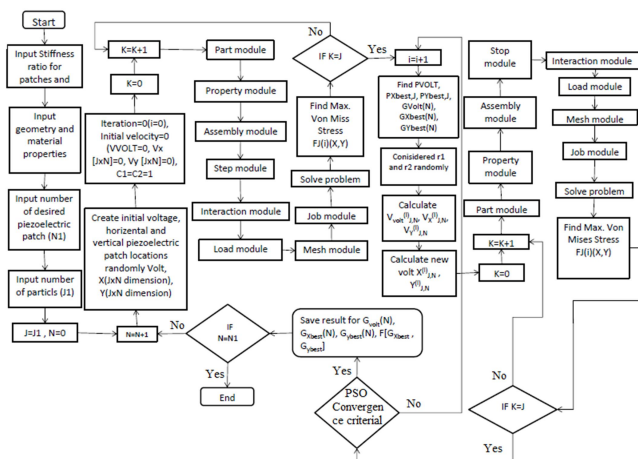 Start
Input Stiffness
ratio for
patches and
Input
geometry and
material
properties
Input number
of desired
piezoelectric
patch (N1)
Input number
of particls (J1)
J=J1 , N=0
N=N+1
Create initial voltage,
horizental and
vertical piezoelectric
patch locations
randomly Volt,
X(JxN dimension),
Y(JxN dimension)
Iteration=0(i=0),
Initial velocity=0
(VVOLT=0, Vx
[JxN]=0, Vy [JxN]=0),
C1=C2=1
K=0
K=K+1
Part module
Property module
Assembly module
Step module
Interaction module
Load module
Mesh module
Job module
Solve problem
Find Max.
Von Miss
Stress
FJ(i)(X,Y)
IF K=J
No
Yes
i=i+1
Find PVOLT,
PXbest,J, PYbest,J,
GVolt(N),
GXbest(N),
GYbest(N)
Considered r1
and r2 randomly
Calculate
Vvolt(i)J,N, VX(i)J,N,
VY(i)J,N
Calculate new
volt X(i)J,N ,
Y(i)J,N
K=0
K=K+1
Part module
Property
module
Assembly
module
Stop
module
Interaction module
Load module
Mesh module
Job module
Solve problem
Find Max. Von
Mises Stress
FJ(i)(X,Y)
IF K=J
No
Yes
PSO
Convergen
ce criterial
No
Yes
Save result for Gvolt(N),
GXbest(N), Gybest(N), F[GXbest ,
Gybest]
IF
N=N1
No
Yes
End